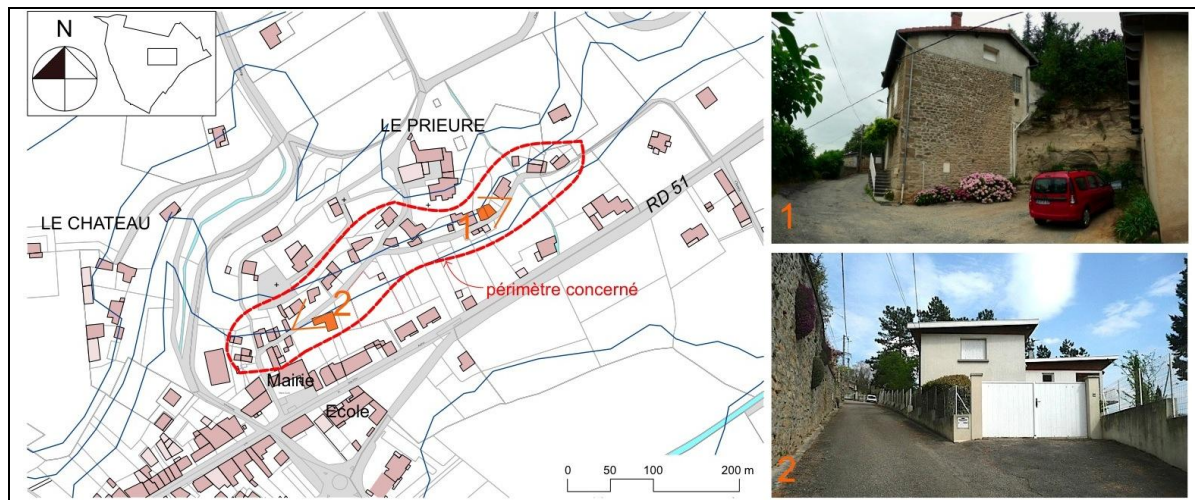 N
LE PRIEURE
LE CHATEAU
RD 51
1
périmètre concerné
2
Mairie
Ecole
0 50 100 200 m
1
2